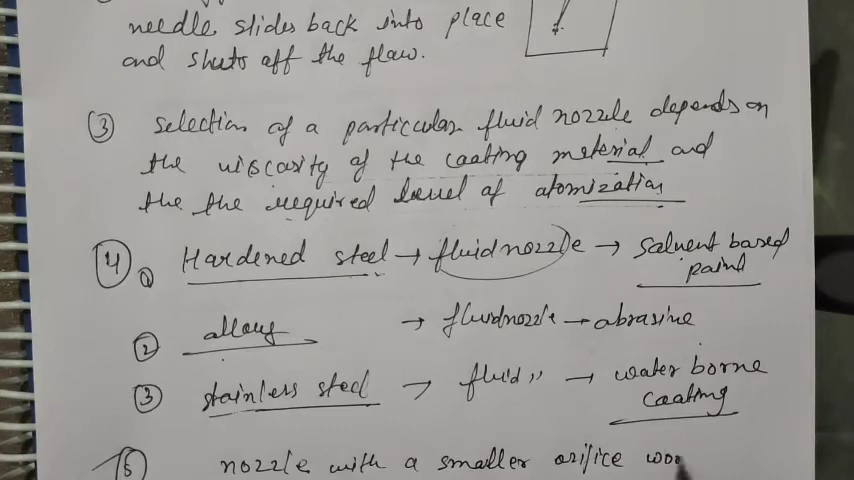 needle slides back into place
and shuts off the flow.
③ selection of a particular fluid nozzle depends on
the viscosity of the coating material and
the the required level of atomization
④ ① Hardened steel → fluid nozzle → solvent based
paint
② alloy → fluid nozzle → abrasive
③ stainless steel → fluid " → water borne
coating
⑤ nozzle with a smaller orifice